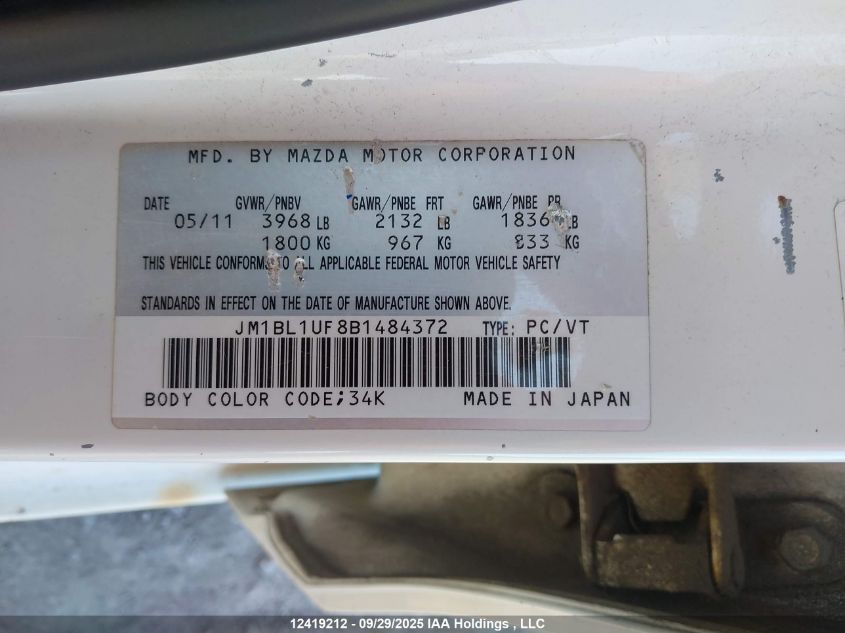 MFD. BY MAZDA MOTOR CORPORATION
DATE GVWR/PNBV GAWR/PNBE FRT GAWR/PNBE RR
05/11 3968 LB 2132 LB 1836 LB
1800 KG 967 KG 833 KG
THIS VEHICLE CONFORMS TO ALL APPLICABLE FEDERAL MOTOR VEHICLE SAFETY
STANDARDS IN EFFECT ON THE DATE OF MANUFACTURE SHOWN ABOVE.
JM1BL1UF8B1484372 TYPE: PC/VT
BODY COLOR CODE;34K MADE IN JAPAN
12419212 - 09/29/2025 IAA Holdings , LLC